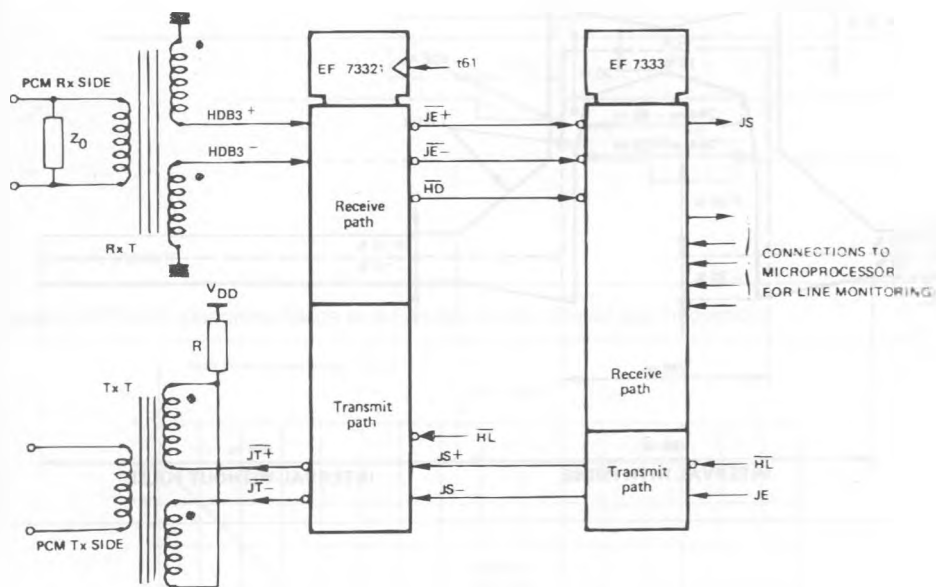 EF 73321
t61
EF 7333
PCM Rx SIDE
Z0
HDB3+
HDB3-
Rx T
JE+
JE-
HD
JS
Receive
path
CONNECTIONS TO
MICROPROCESSOR
FOR LINE MONITORING
VDD
R
Tx T
Transmit
path
HL
JT+
JT-
JS+
JS-
Receive
path
Transmit
path
HL
JE
PCM Tx SIDE